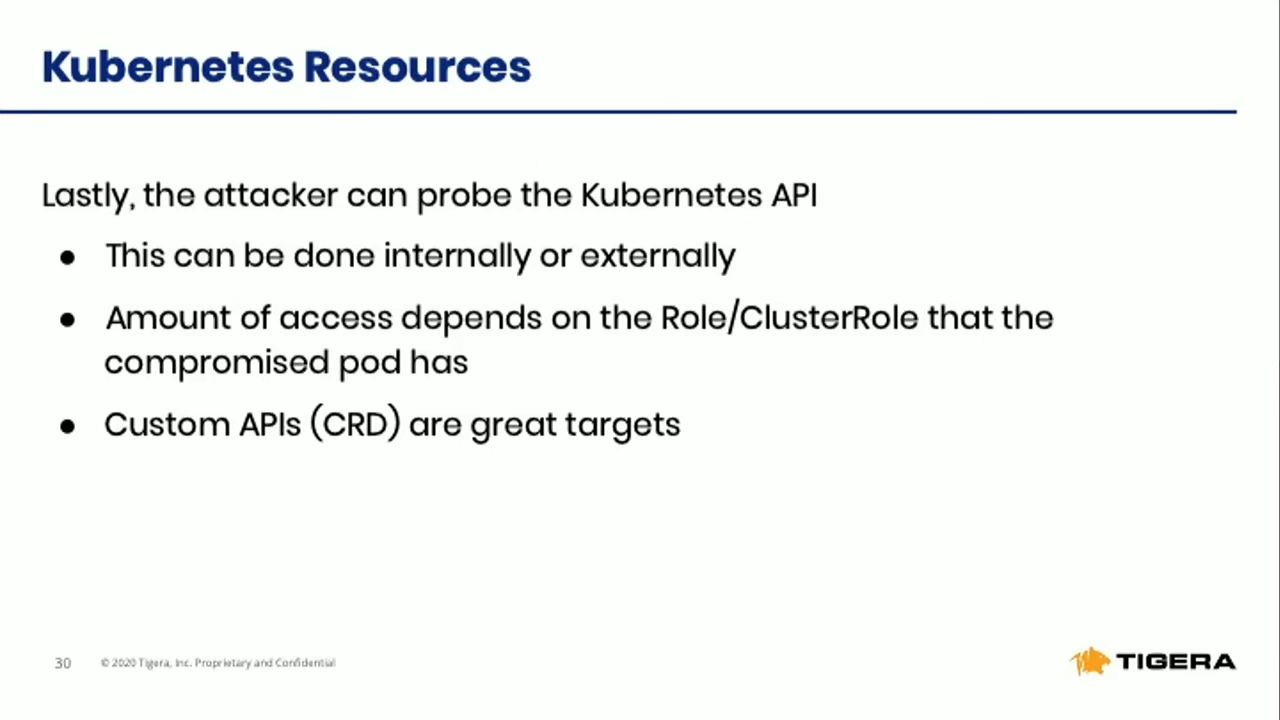 Kubernetes Resources
Lastly, the attacker can probe the Kubernetes API
● This can be done internally or externally
● Amount of access depends on the Role/ClusterRole that the
compromised pod has
● Custom APIs (CRD) are great targets
30 © 2020 Tigera, Inc. Proprietary and Confidential
TIGERA